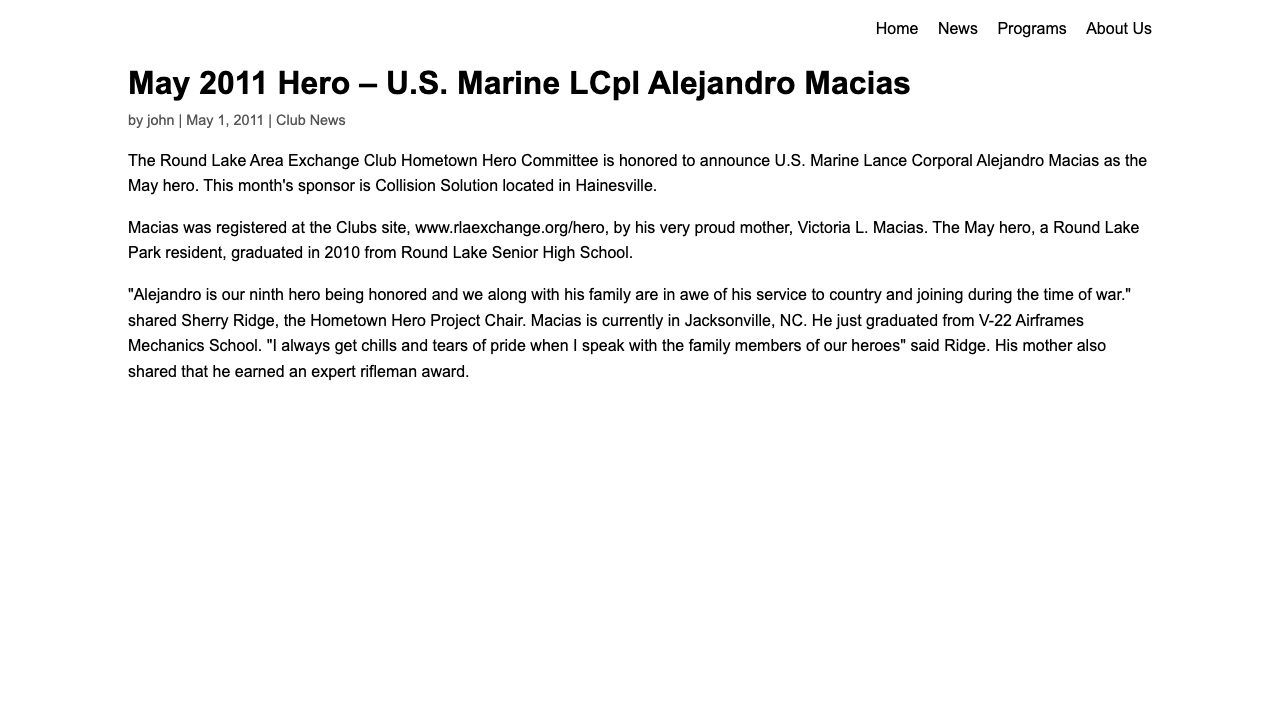 Home News Programs About Us
May 2011 Hero – U.S. Marine LCpl Alejandro Macias
by john | May 1, 2011 | Club News
The Round Lake Area Exchange Club Hometown Hero Committee is honored to announce U.S. Marine Lance Corporal Alejandro Macias as the
May hero. This month's sponsor is Collision Solution located in Hainesville.
Macias was registered at the Clubs site, www.rlaexchange.org/hero, by his very proud mother, Victoria L. Macias. The May hero, a Round Lake
Park resident, graduated in 2010 from Round Lake Senior High School.
"Alejandro is our ninth hero being honored and we along with his family are in awe of his service to country and joining during the time of war."
shared Sherry Ridge, the Hometown Hero Project Chair. Macias is currently in Jacksonville, NC. He just graduated from V-22 Airframes
Mechanics School. "I always get chills and tears of pride when I speak with the family members of our heroes" said Ridge. His mother also
shared that he earned an expert rifleman award.